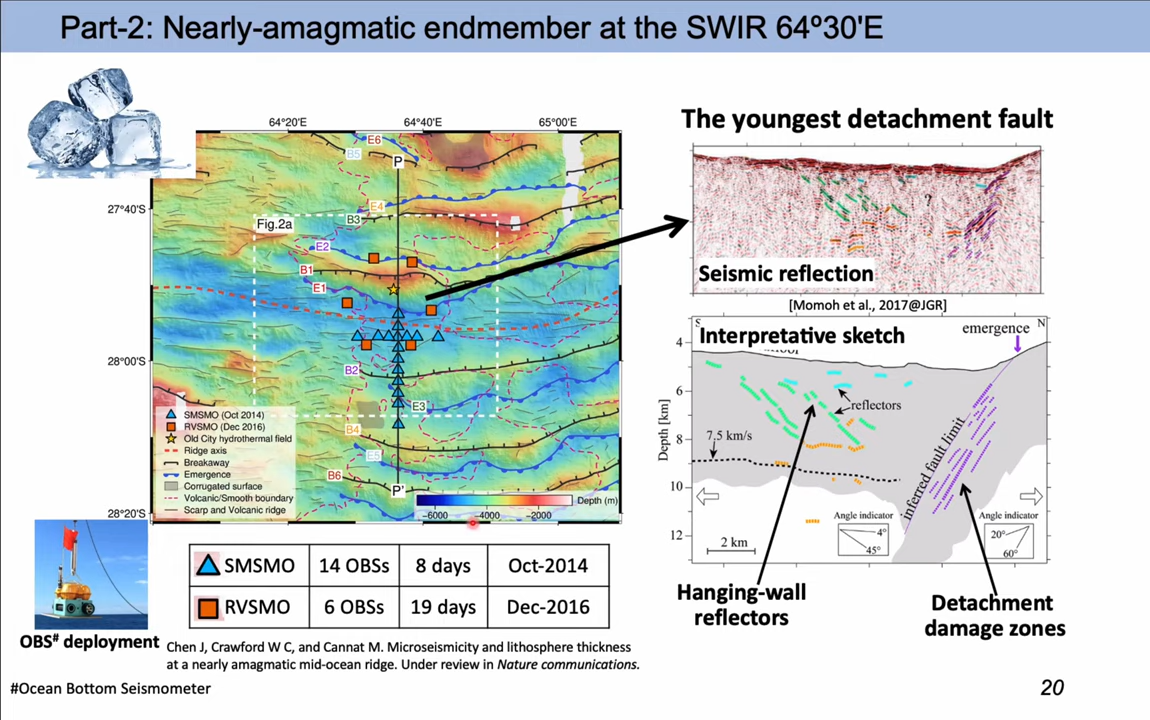 Part-2: Nearly-amagmatic endmember at the SWIR 64º30'E
64°20'E
64°40'E
65°00'E
27°40'S
28°00'S
28°20'S
E6
B5
P
E4
B3
Fig.2a
E2
B1
E1
B2
E3
B4
E5
B6
P'
SMSMO (Oct 2014)
RVSMO (Dec 2016)
Old City hydrothermal field
Ridge axis
Breakaway
Emergence
Corrugated surface
Volcanic/Smooth boundary
Scarp and Volcanic ridge
Depth (m)
-6000 -4000 -2000
SMSMO 14 OBSs 8 days Oct-2014
RVSMO 6 OBSs 19 days Dec-2016
OBS# deployment
Chen J, Crawford W C, and Cannat M. Microseismicity and lithosphere thickness
at a nearly amagmatic mid-ocean ridge. Under review in Nature communications.
#Ocean Bottom Seismometer
The youngest detachment fault
?
?
Seismic reflection
[Momoh et al., 2017@JGR]
S
Interpretative sketch
emergence
N
reflectors
7.5 km/s
inferred fault limit
Depth [km]
4
6
8
10
12
2 km
Angle indicator
4°
45°
Angle indicator
20°
60°
Hanging-wall
reflectors
Detachment
damage zones
20